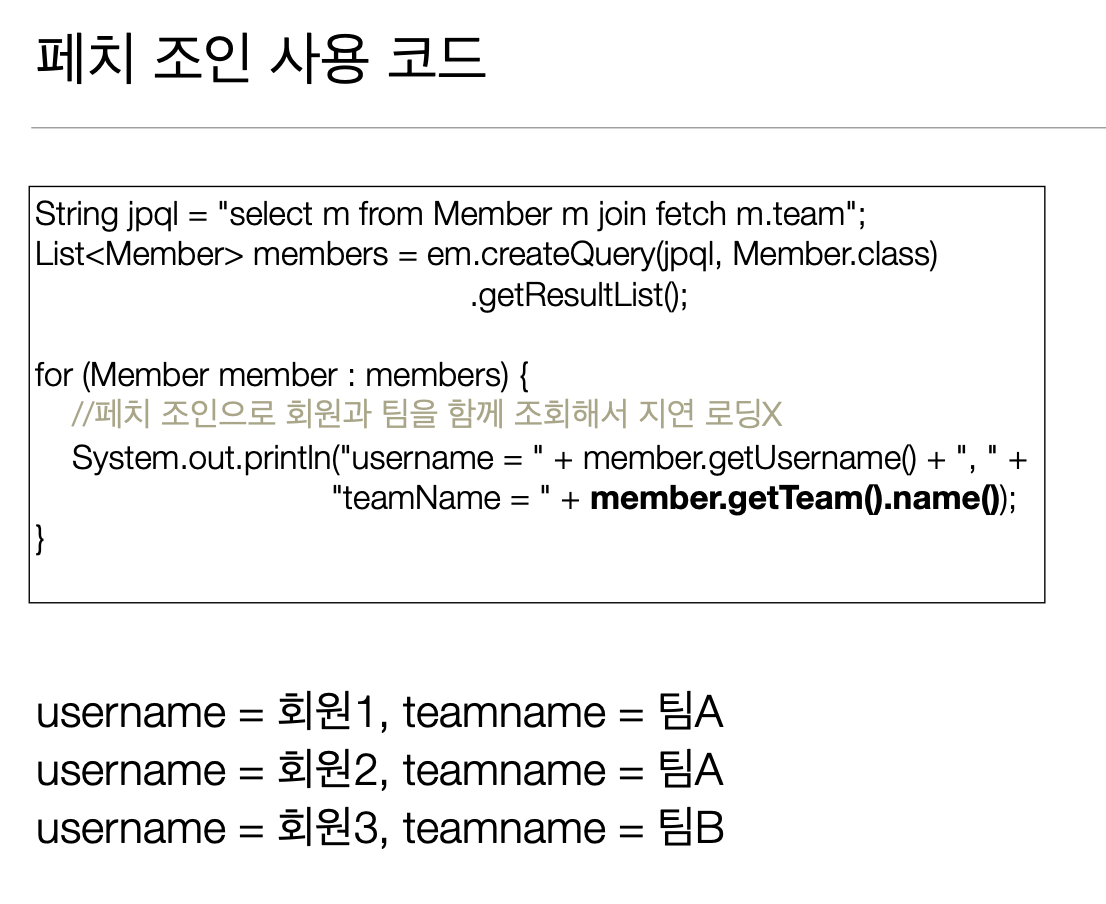 페치 조인 사용 코드
String jpql = "select m from Member m join fetch m.team";
List<Member> members = em.createQuery(jpql, Member.class)
.getResultList();
for (Member member : members) {
//페치 조인으로 회원과 팀을 함께 조회해서 지연 로딩X
System.out.println("username = " + member.getUsername() + ", " +
"teamName = " + member.getTeam().name());
}
username = 회원1, teamname = 팀A
username = 회원2, teamname = 팀A
username = 회원3, teamname = 팀B